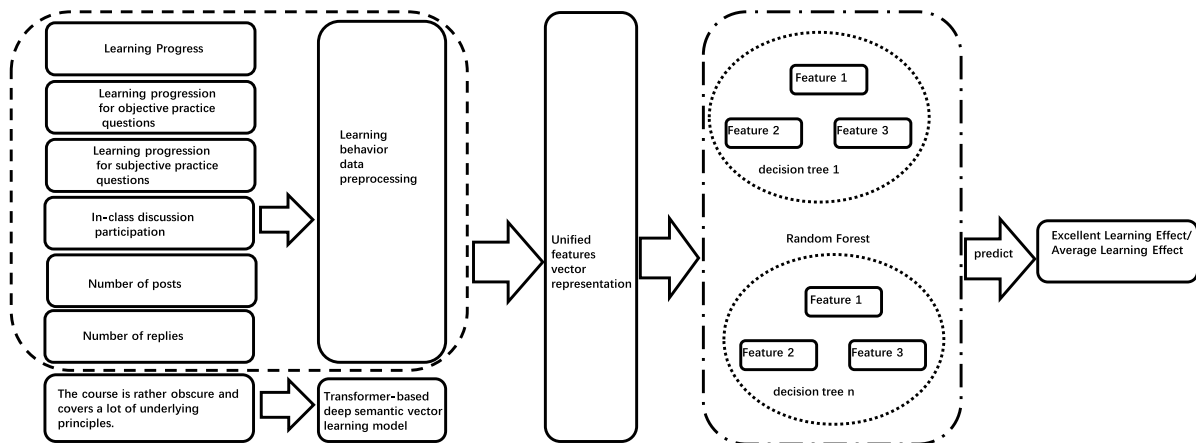 Learning Progress
Learning progression
for objective practice
questions
Learning progression
for subjective practice
questions
In-class discussion
participation
Number of posts
Number of replies
The course is rather obscure and
covers a lot of underlying
principles.
Learning
behavior
data
preprocessing
Transformer-based
deep semantic vector
learning model
Unified
features
vector
representation
Feature 1
Feature 2
Feature 3
decision tree 1
Random Forest
Feature 1
Feature 2
Feature 3
decision tree n
predict
Excellent Learning Effect/
Average Learning Effect